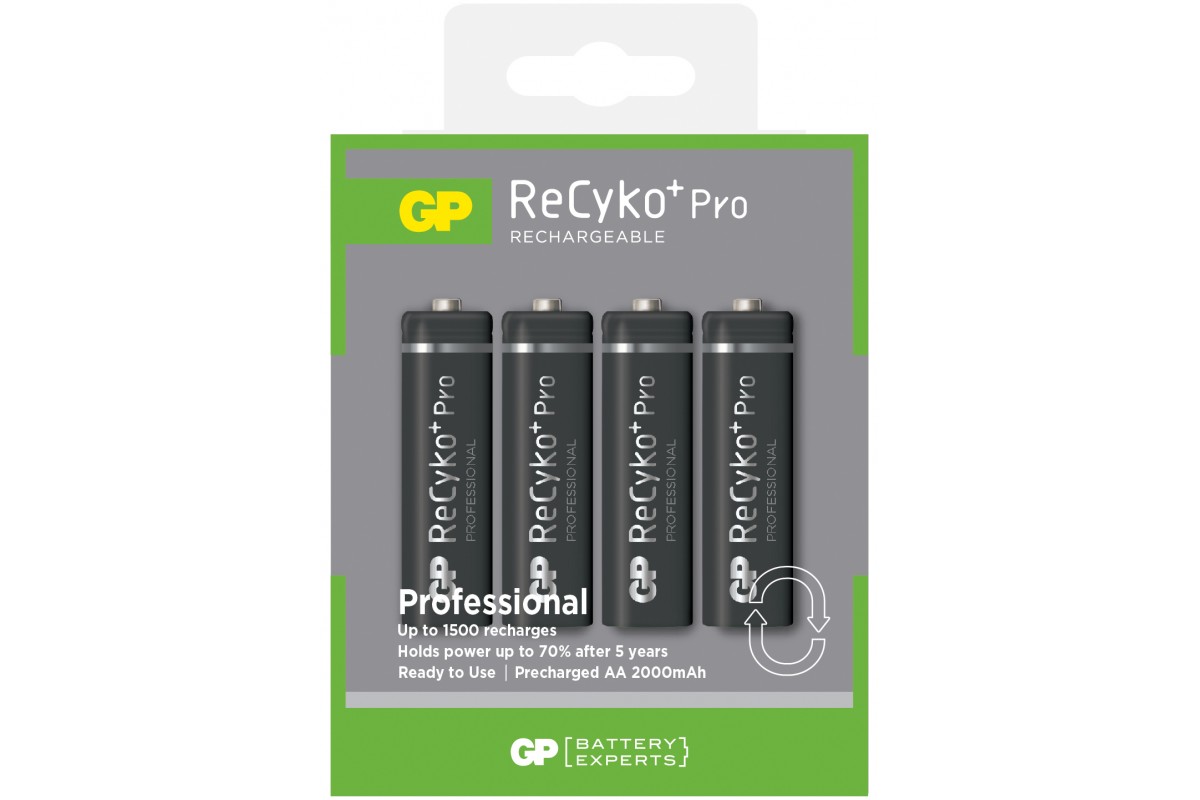 GP
ReCyko+ Pro
RECHARGEABLE
GP ReCyko+ Pro
PROFESSIONAL
GP ReCyko+ Pro
PROFESSIONAL
GP ReCyko+ Pro
PROFESSIONAL
GP ReCyko+ Pro
PROFESSIONAL
Professional
Up to 1500 recharges
Holds power up to 70% after 5 years
Ready to Use | Precharged AA 2000mAh
GP [BATTERY
EXPERTS}